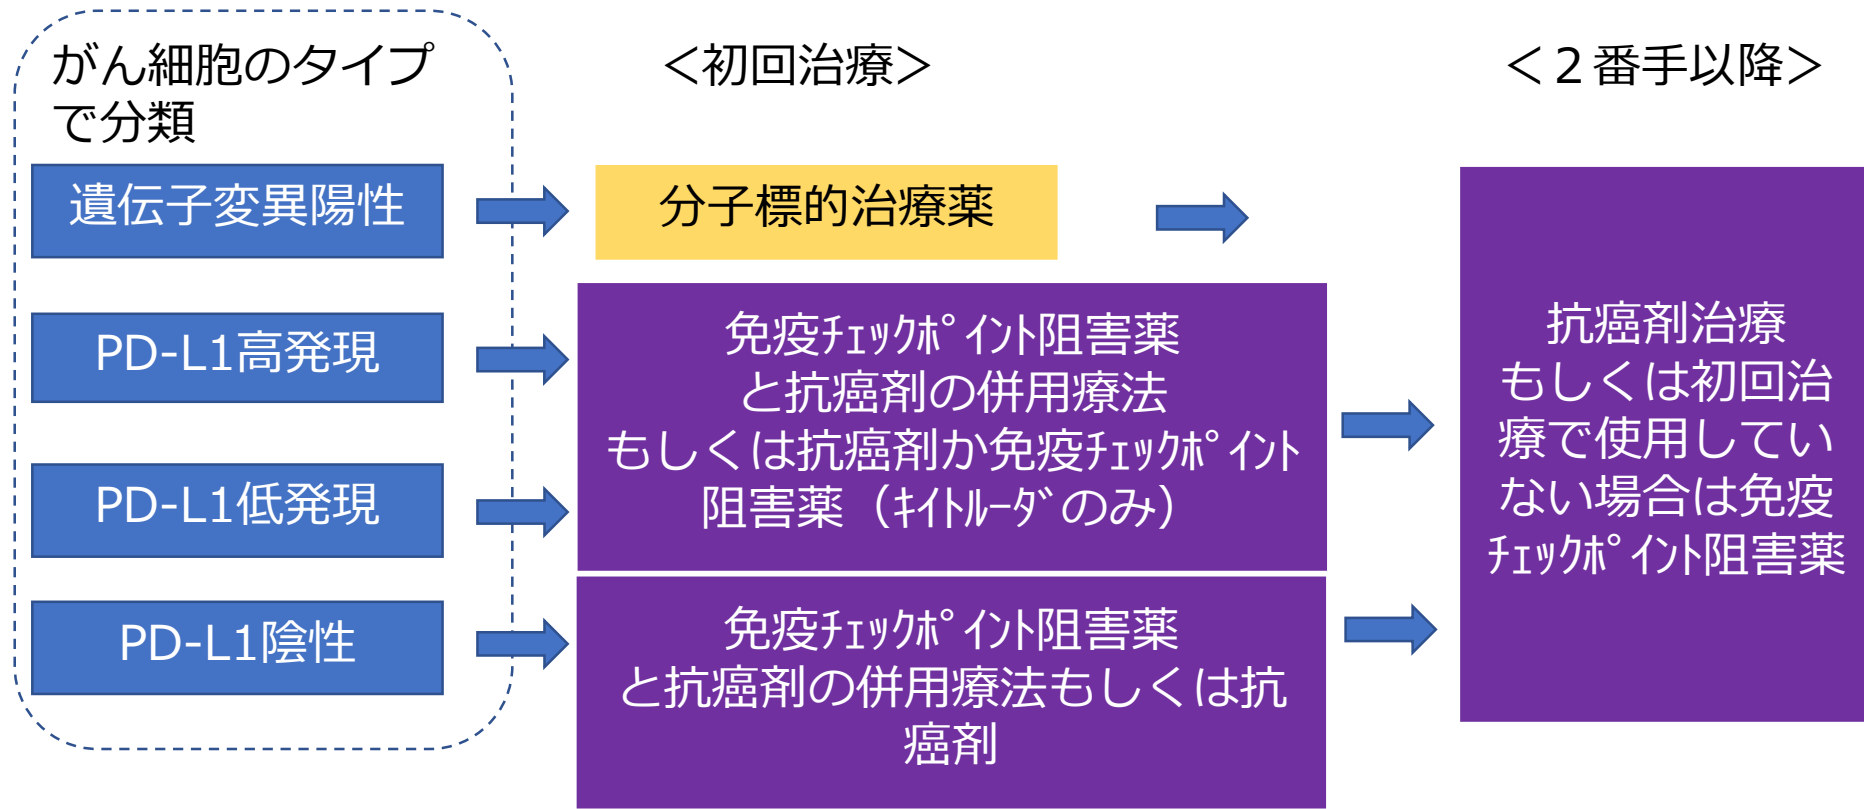 がん細胞のタイプ
で分類
＜初回治療＞
＜２番手以降＞
遺伝子変異陽性
分子標的治療薬
PD-L1高発現
PD-L1低発現
免疫ﾁｪｯｸﾎﾟｲﾝﾄ阻害薬
と抗癌剤の併用療法
もしくは抗癌剤か免疫ﾁｪｯｸﾎﾟｲﾝﾄ
阻害薬（ｷｲﾄﾙｰﾀﾞのみ）
PD-L1陰性
免疫ﾁｪｯｸﾎﾟｲﾝﾄ阻害薬
と抗癌剤の併用療法もしくは抗
癌剤
抗癌剤治療
もしくは初回治
療で使用してい
ない場合は免疫
ﾁｪｯｸﾎﾟｲﾝﾄ阻害薬